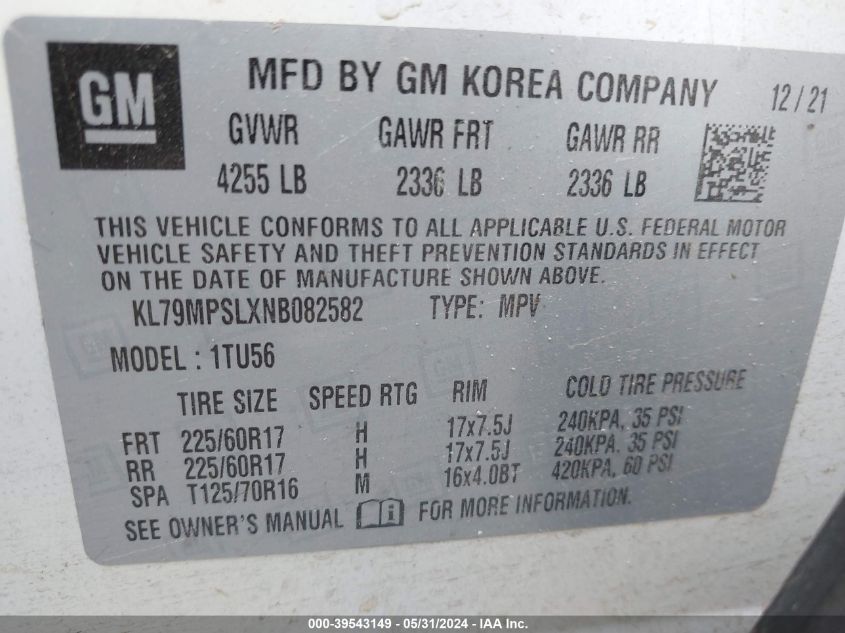 GM
MFD BY GM KOREA COMPANY 12/21
GVWR GAWR FRT GAWR RR
4255 LB 2336 LB 2336 LB
THIS VEHICLE CONFORMS TO ALL APPLICABLE U.S. FEDERAL MOTOR
VEHICLE SAFETY AND THEFT PREVENTION STANDARDS IN EFFECT
ON THE DATE OF MANUFACTURE SHOWN ABOVE.
KL79MPSLXNB082582 TYPE: MPV
MODEL : 1TU56
TIRE SIZE SPEED RTG RIM COLD TIRE PRESSURE
FRT 225/60R17 H 17x7.5J 240KPA, 35 PSI
RR 225/60R17 H 17x7.5J 240KPA, 35 PSI
SPA T125/70R16 M 16x4.0BT 420KPA, 60 PSI
SEE OWNER'S MANUAL FOR MORE INFORMATION.
000-39543149 - 05/31/2024 - IAA Inc.